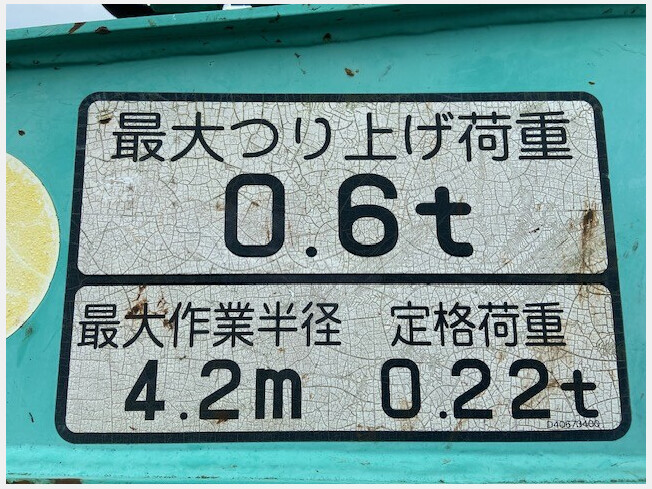 最大つり上げ荷重
0.6t
最大作業半径 定格荷重
4.2m 0.22t